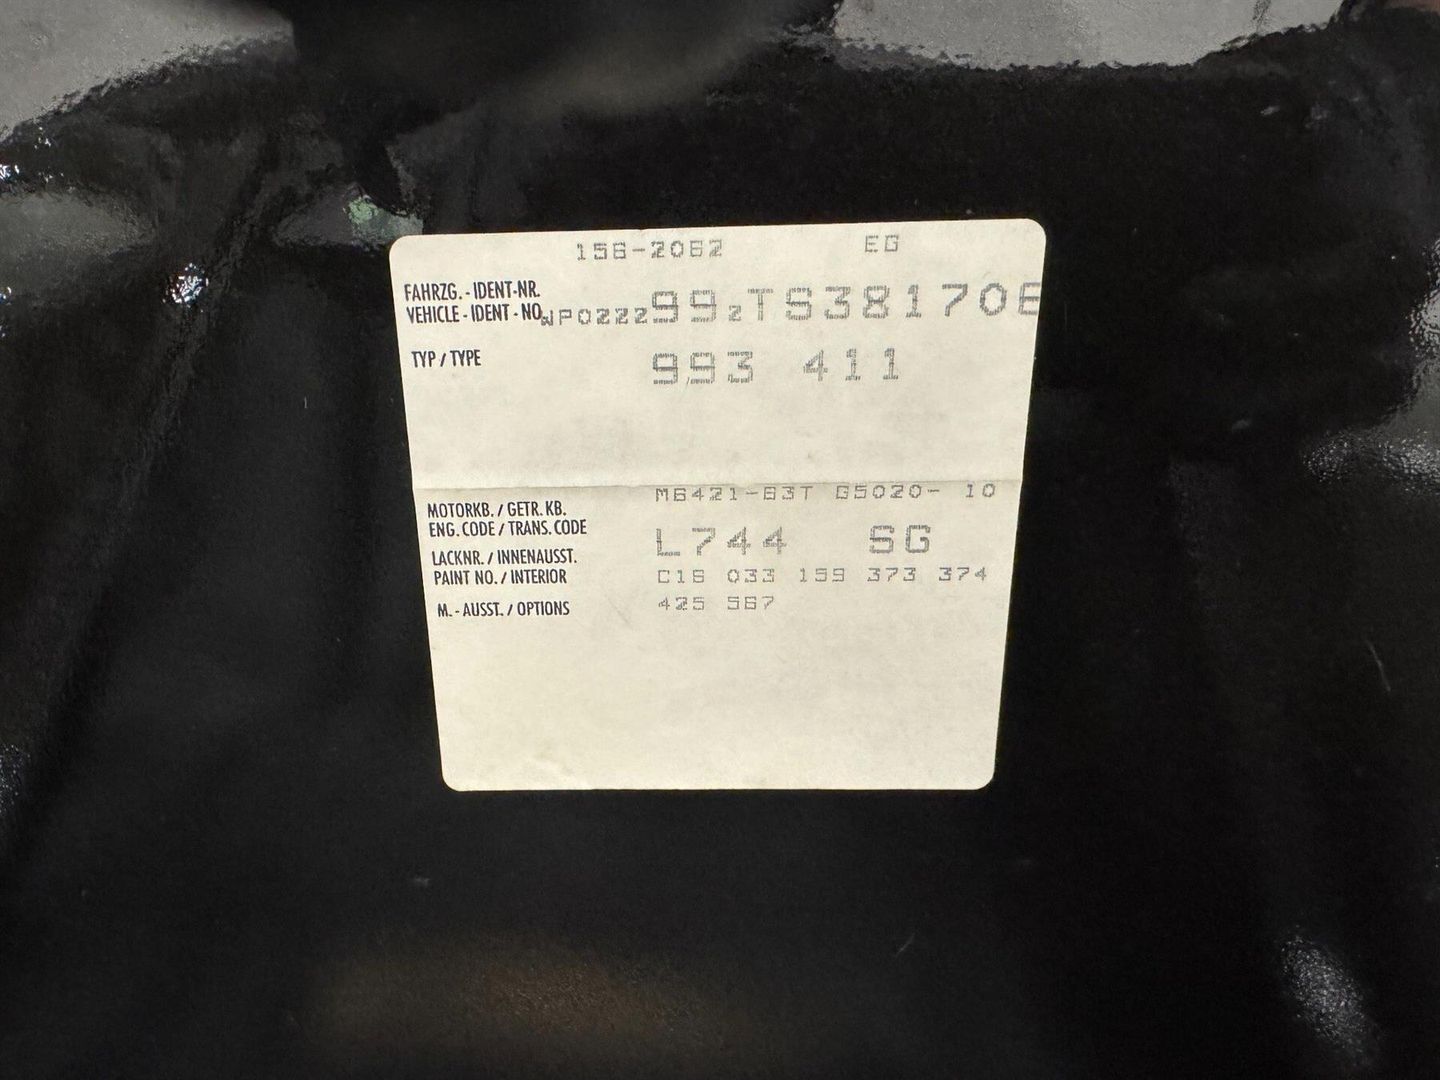 156-2062 EG
FAHRZG.-IDENT-NR.
VEHICLE-IDENT-NO. WP0ZZZ99ZTS381706
TYP / TYPE 993 411
MOTORKB. / GETR. KB. M6421-63T G5020- 10
ENG. CODE / TRANS. CODE
LACKNR. / INNENAUSST. L744 SG
PAINT NO. / INTERIOR C16 033 159 373 374
M.-AUSST. / OPTIONS 425 567